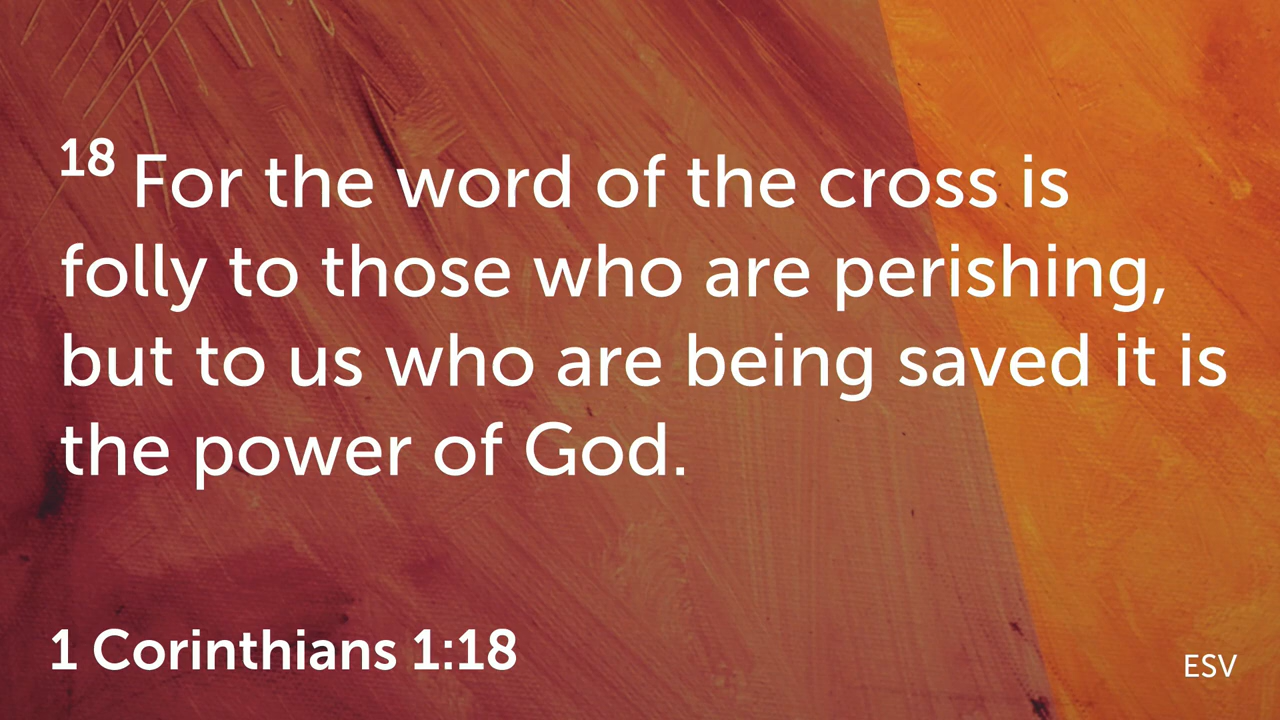 18 For the word of the cross is
folly to those who are perishing,
but to us who are being saved it is
the power of God.
1 Corinthians 1:18
ESV